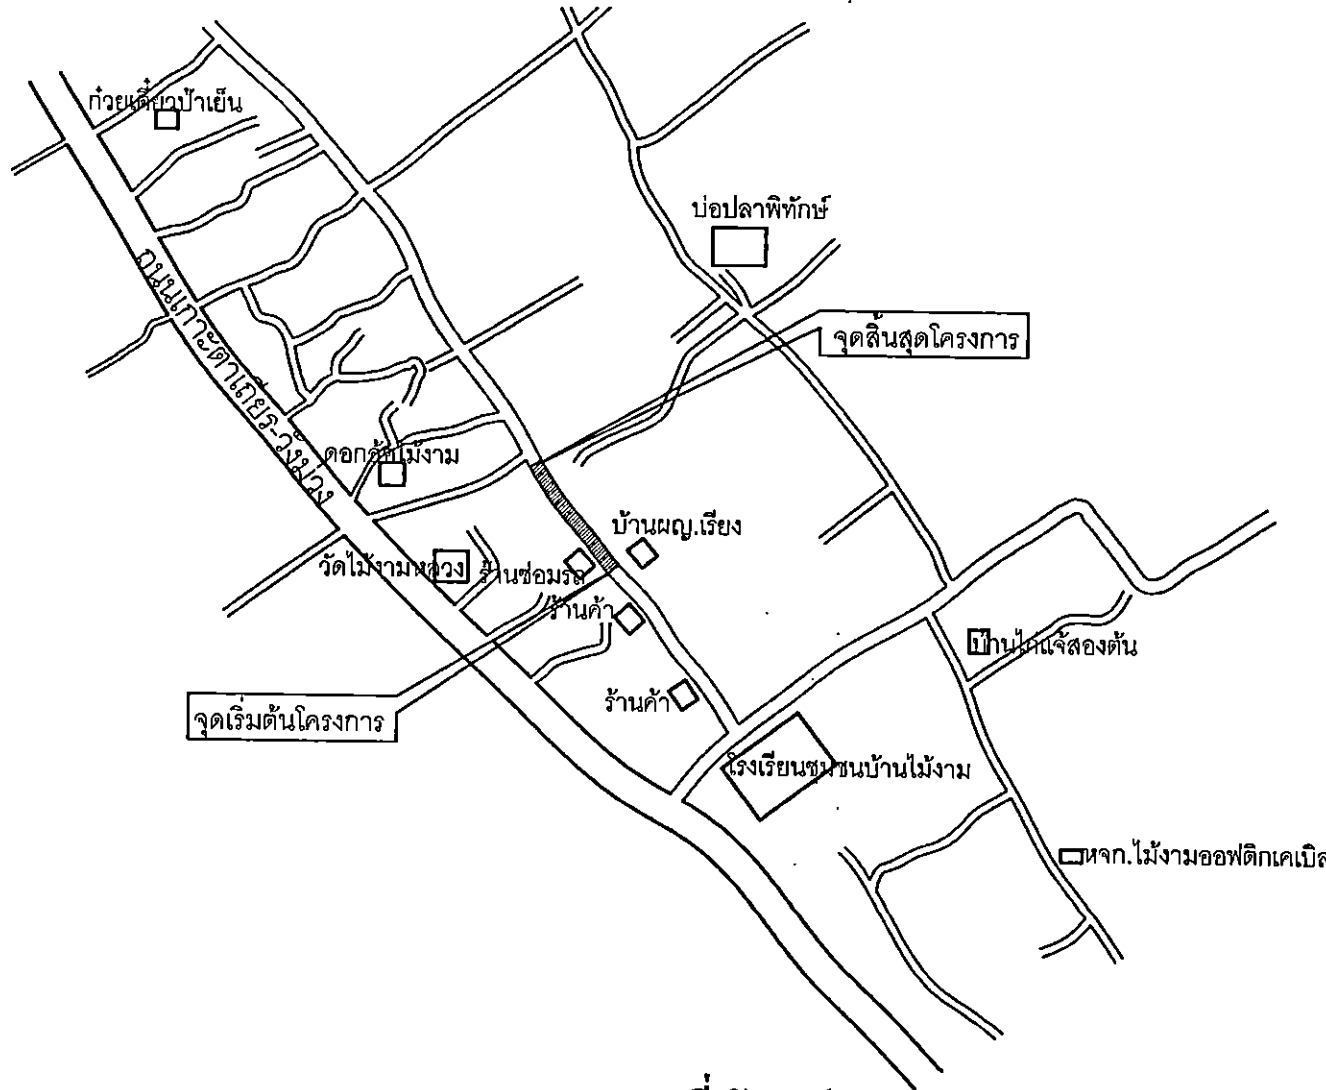 ก๋วยเตี๋ยวป้าเย็น
บ่อปลาพิทักษ์
ถนนเกาะตาเถียร-วังม่วง
จุดสิ้นสุดโครงการ
ไม้งาม
บ้านผญ.เรียง
วัดไม้งามหลวง
ร้านซ่อมรถ
ร้านค้า
บ้านไก่แจ้สองต้น
ร้านค้า
จุดเริ่มต้นโครงการ
โรงเรียนชุมชนบ้านไม้งาม
หจก.ไม้งามออฟติกเคเบิล